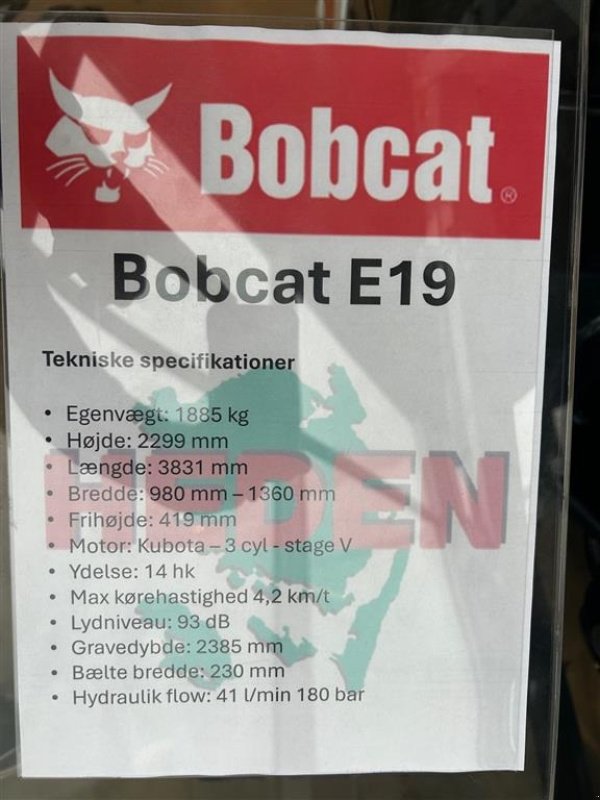 Bobcat®
Bobcat E19
Tekniske specifikationer
HEDEN
• Egenvægt: 1885 kg
• Højde: 2299 mm
• Længde: 3831 mm
• Bredde: 980 mm – 1360 mm
• Frihøjde: 419 mm
• Motor: Kubota – 3 cyl - stage V
• Ydelse: 14 hk
• Max kørehastighed 4,2 km/t
• Lydniveau: 93 dB
• Gravedybde: 2385 mm
• Bælte bredde: 230 mm
• Hydraulik flow: 41 l/min 180 bar